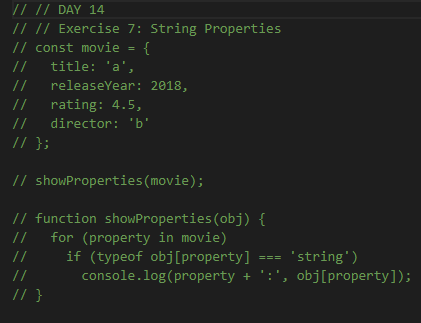 // // DAY 14
// // Exercise 7: String Properties
// const movie = {
//   title: 'a',
//   releaseYear: 2018,
//   rating: 4.5,
//   director: 'b'
// };

// showProperties(movie);

// function showProperties(obj) {
//   for (property in movie)
//     if (typeof obj[property] === 'string')
//       console.log(property + ':', obj[property]);
// }